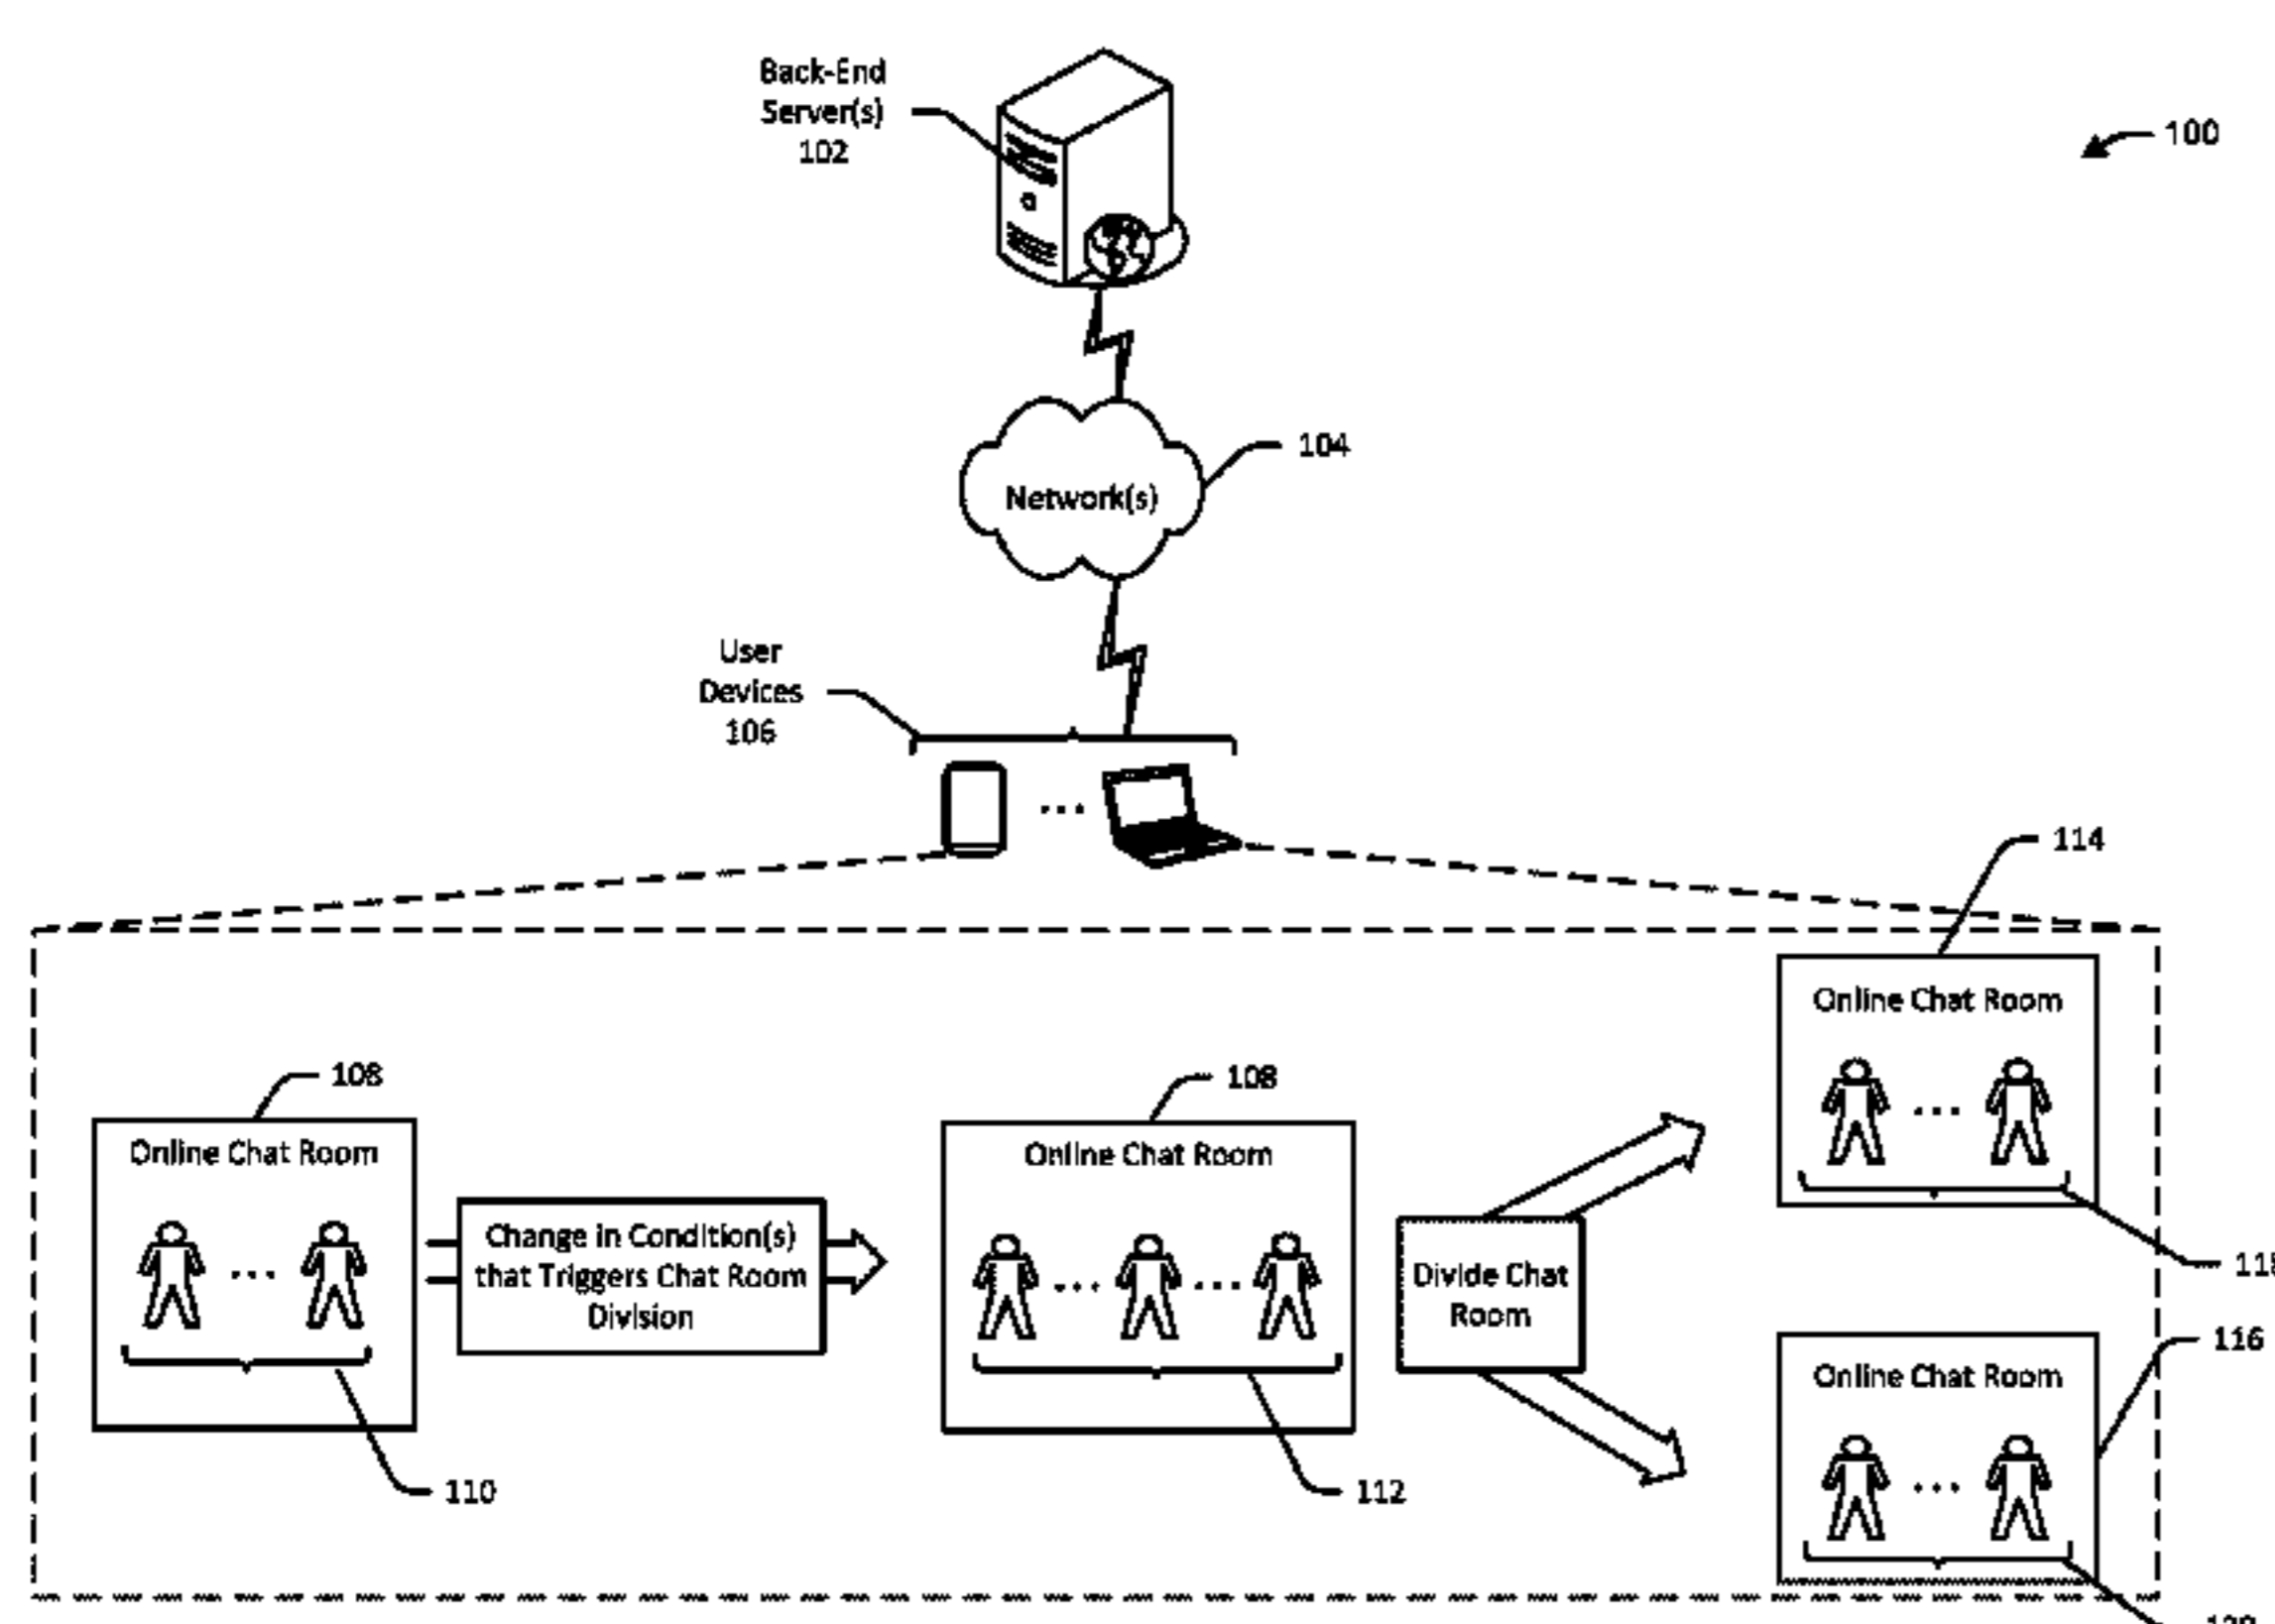 Back-End
Server(s)
102
100
104
Network(s)
User
Devices
106
114
Online Chat Room
108
Online Chat Room
108
Online Chat Room
Change in Condition(s)
that Triggers Chat Room
Division
Divide Chat
Room
116
Online Chat Room
110
112